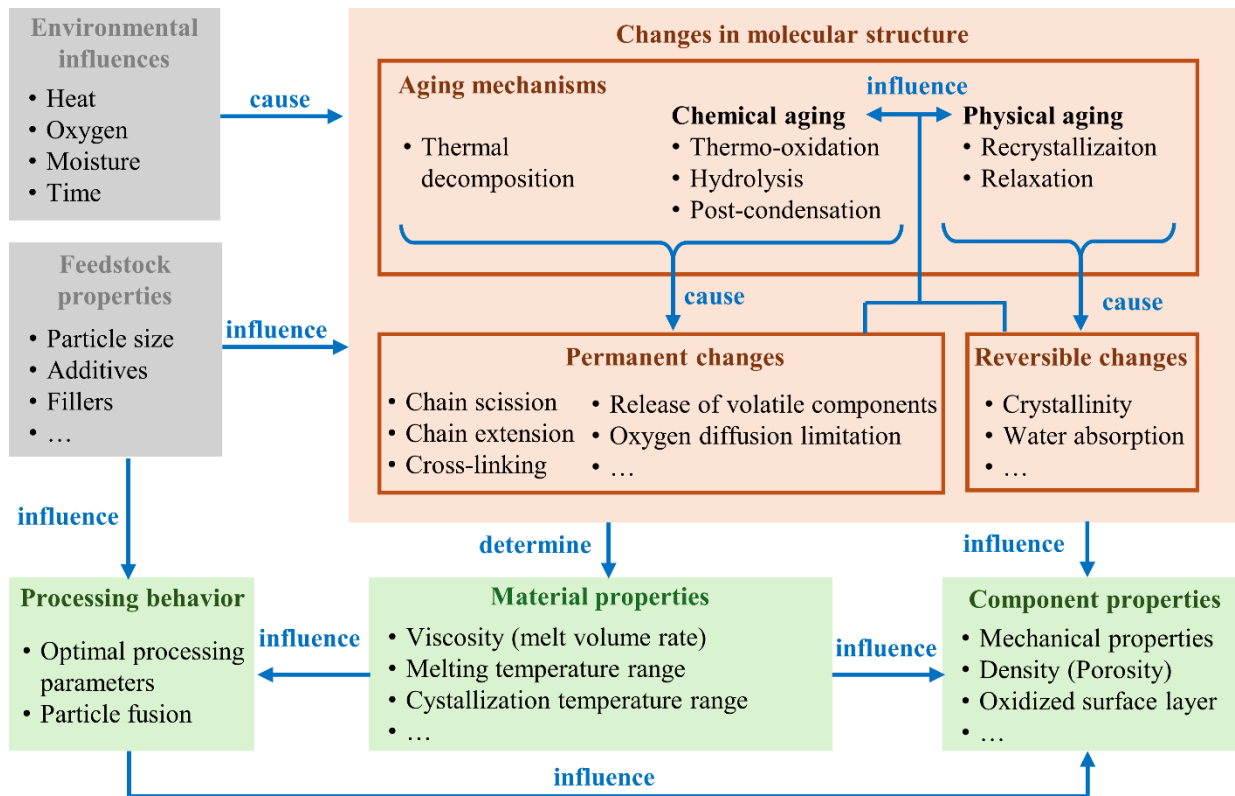 Environmental
influences
• Heat
• Oxygen
• Moisture
• Time
cause
Feedstock
properties
• Particle size
• Additives
• Fillers
• …
influence
influence
Changes in molecular structure
Aging mechanisms
• Thermal
decomposition
Chemical aging
• Thermo-oxidation
• Hydrolysis
• Post-condensation
influence
Physical aging
• Recrystallizaiton
• Relaxation
cause
cause
Permanent changes
• Chain scission
• Chain extension
• Cross-linking
• Release of volatile components
• Oxygen diffusion limitation
• …
Reversible changes
• Crystallinity
• Water absorption
• …
determine
influence
Processing behavior
• Optimal processing
parameters
• Particle fusion
influence
Material properties
• Viscosity (melt volume rate)
• Melting temperature range
• Cystallization temperature range
• …
influence
Component properties
• Mechanical properties
• Density (Porosity)
• Oxidized surface layer
• …
influence